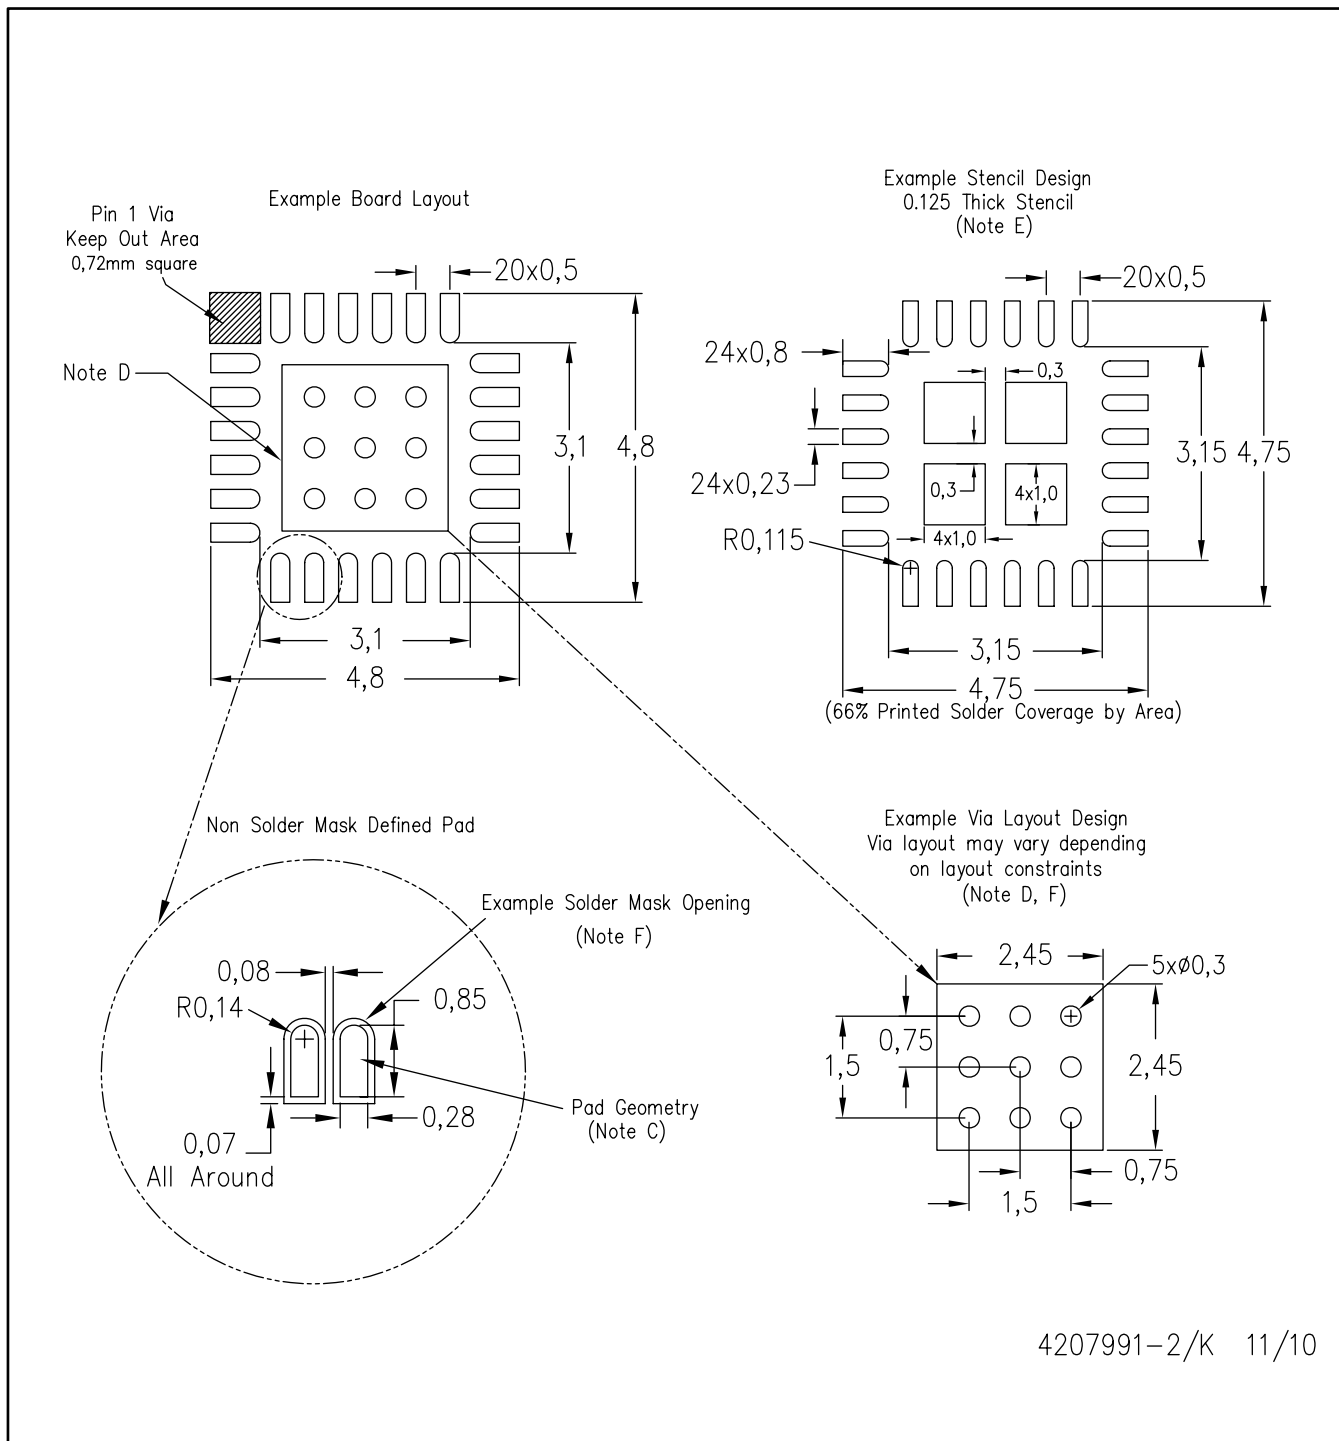 Example Board Layout
Pin 1 Via
Keep Out Area
0,72mm square
20x0,5
Note D
3,1
4,8
3,1
4,8
Example Stencil Design
0.125 Thick Stencil
(Note E)
20x0,5
24x0,8
0,3
3,15
4,75
24x0,23
0,3
4x1,0
R0,115
4x1,0
3,15
4,75
(66% Printed Solder Coverage by Area)
Non Solder Mask Defined Pad
Example Solder Mask Opening
(Note F)
0,08
R0,14
0,85
Pad Geometry
(Note C)
0,28
0,07
All Around
Example Via Layout Design
Via layout may vary depending
on layout constraints
(Note D, F)
2,45
5xø0,3
0,75
1,5
2,45
0,75
1,5
4207991-2/K 11/10